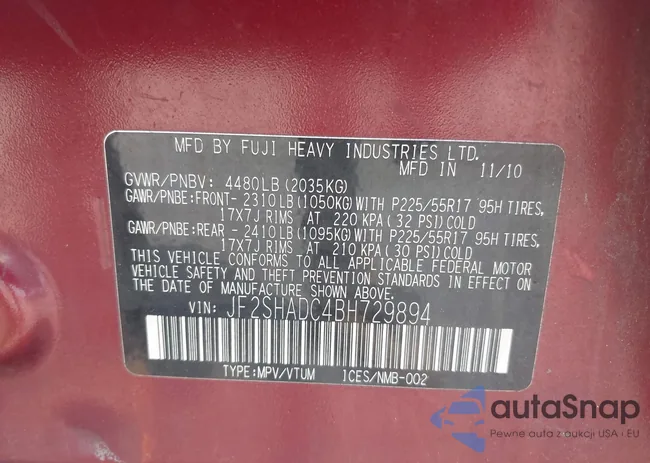 MFD BY FUJI HEAVY INDUSTRIES LTD.
MFD IN 11/10
GVWR/PNBV: 4480LB(2035KG)
GAWR/PNBE:FRONT- 2310LB(1050KG)WITH P225/55R17 95H TIRES,
17X7J RIMS AT 220 KPA(32 PSI)COLD
GAWR/PNBE:REAR - 2410LB(1095KG)WITH P225/55R17 95H TIRES,
17X7J RIMS AT 210 KPA(30 PSI)COLD
THIS VEHICLE CONFORMS TO ALL APPLICABLE FEDERAL MOTOR
VEHICLE SAFETY AND THEFT PREVENTION STANDARDS IN EFFECT ON
THE DATE OF MANUFACTURE SHOWN ABOVE.
VIN: JF2SHADC4BH729894
TYPE:MPV/VTUM ICES/NMB-002
autaSnap
Pewne auta z aukcji USA i EU